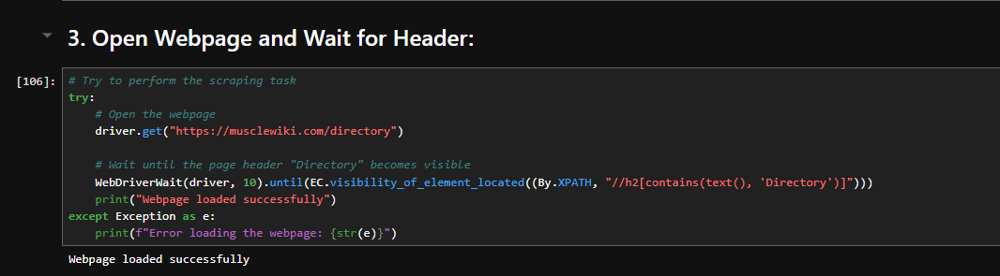 3. Open Webpage and Wait for Header:
[106]:
# Try to perform the scraping task
try:
    # Open the webpage
    driver.get("https://musclewiki.com/directory")

    # Wait until the page header "Directory" becomes visible
    WebDriverWait(driver, 10).until(EC.visibility_of_element_located((By.XPATH, "//h2[contains(text(), 'Directory')]")))
    print("Webpage loaded successfully")
except Exception as e:
    print(f"Error loading the webpage: {str(e)}")
Webpage loaded successfully